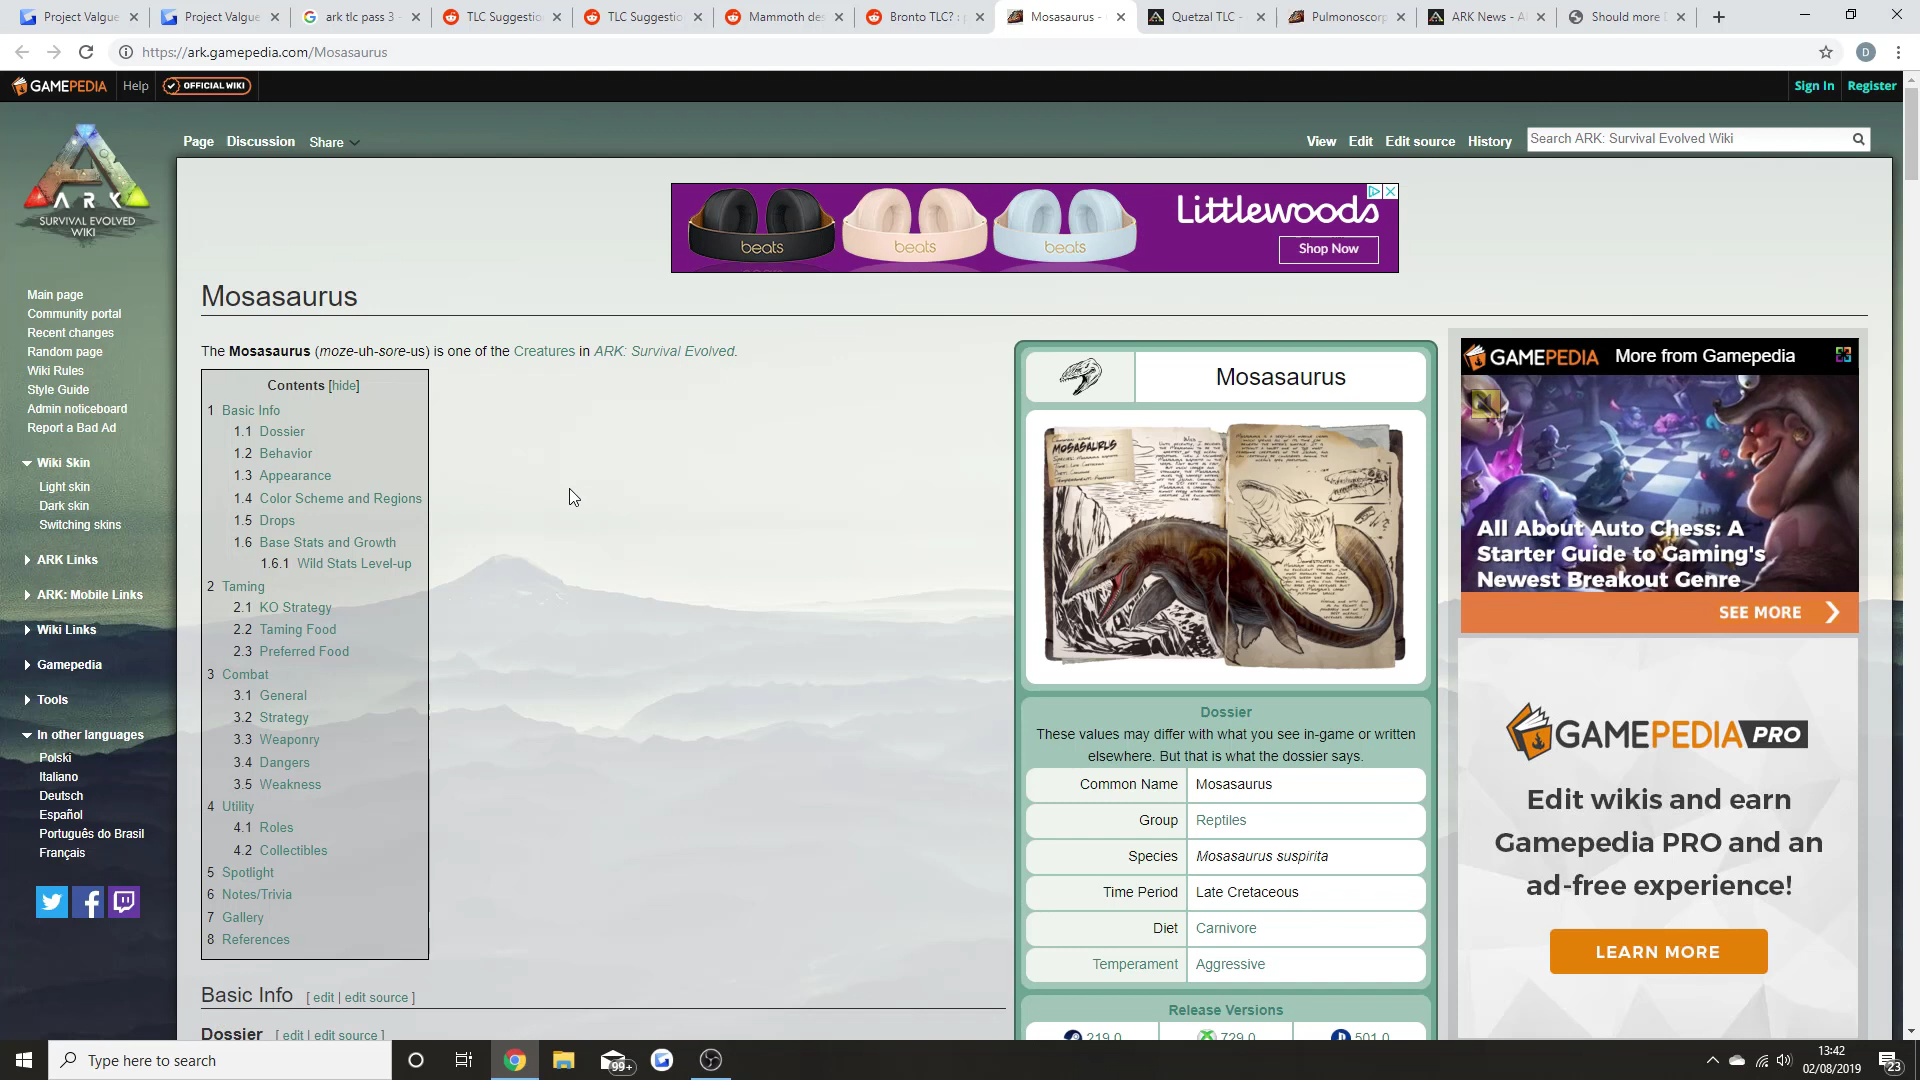 Project Valgue
Project Valgue
ark tlc pass 3 -
TLC Suggestio
TLC Suggestio
Mammoth des
Bronto TLC? :
Mosasaurus -
Quetzal TLC -
Pulmonoscorp
ARK News - A
Should more
https://ark.gamepedia.com/Mosasaurus
D
GAMEPEDIA
Help
OFFICIAL WIKI
Sign In
Register
ARK
SURVIVAL EVOLVED
WIKI
Page
Discussion
Share
View
Edit
Edit source
History
Search ARK: Survival Evolved Wiki
beats
beats
beats
Littlewoods
Shop Now
Main page
Community portal
Recent changes
Random page
Wiki Rules
Style Guide
Admin noticeboard
Report a Bad Ad
Wiki Skin
Light skin
Dark skin
Switching skins
ARK Links
ARK: Mobile Links
Wiki Links
Gamepedia
Tools
In other languages
Polski
Italiano
Deutsch
Español
Português do Brasil
Français
Mosasaurus
The Mosasaurus (moze-uh-sore-us) is one of the Creatures in ARK: Survival Evolved.
Contents [hide]
1 Basic Info
1.1 Dossier
1.2 Behavior
1.3 Appearance
1.4 Color Scheme and Regions
1.5 Drops
1.6 Base Stats and Growth
1.6.1 Wild Stats Level-up
2 Taming
2.1 KO Strategy
2.2 Taming Food
2.3 Preferred Food
3 Combat
3.1 General
3.2 Strategy
3.3 Weaponry
3.4 Dangers
3.5 Weakness
4 Utility
4.1 Roles
4.2 Collectibles
5 Spotlight
6 Notes/Trivia
7 Gallery
8 References
Basic Info [ edit | edit source ]
Dossier [ edit | edit source ]
Mosasaurus
MOSASAURUS
Dossier
These values may differ with what you see in-game or written
elsewhere. But that is what the dossier says.
Common Name Mosasaurus
Group Reptiles
Species Mosasaurus suspirita
Time Period Late Cretaceous
Diet Carnivore
Temperament Aggressive
Release Versions
219.0
729.0
501.0
GAMEPEDIA More from Gamepedia
All About Auto Chess: A
Starter Guide to Gaming's
Newest Breakout Genre
SEE MORE
GAMEPEDIA PRO
Edit wikis and earn
Gamepedia PRO and an
ad-free experience!
LEARN MORE
Type here to search
99+
13:42
02/08/2019
23